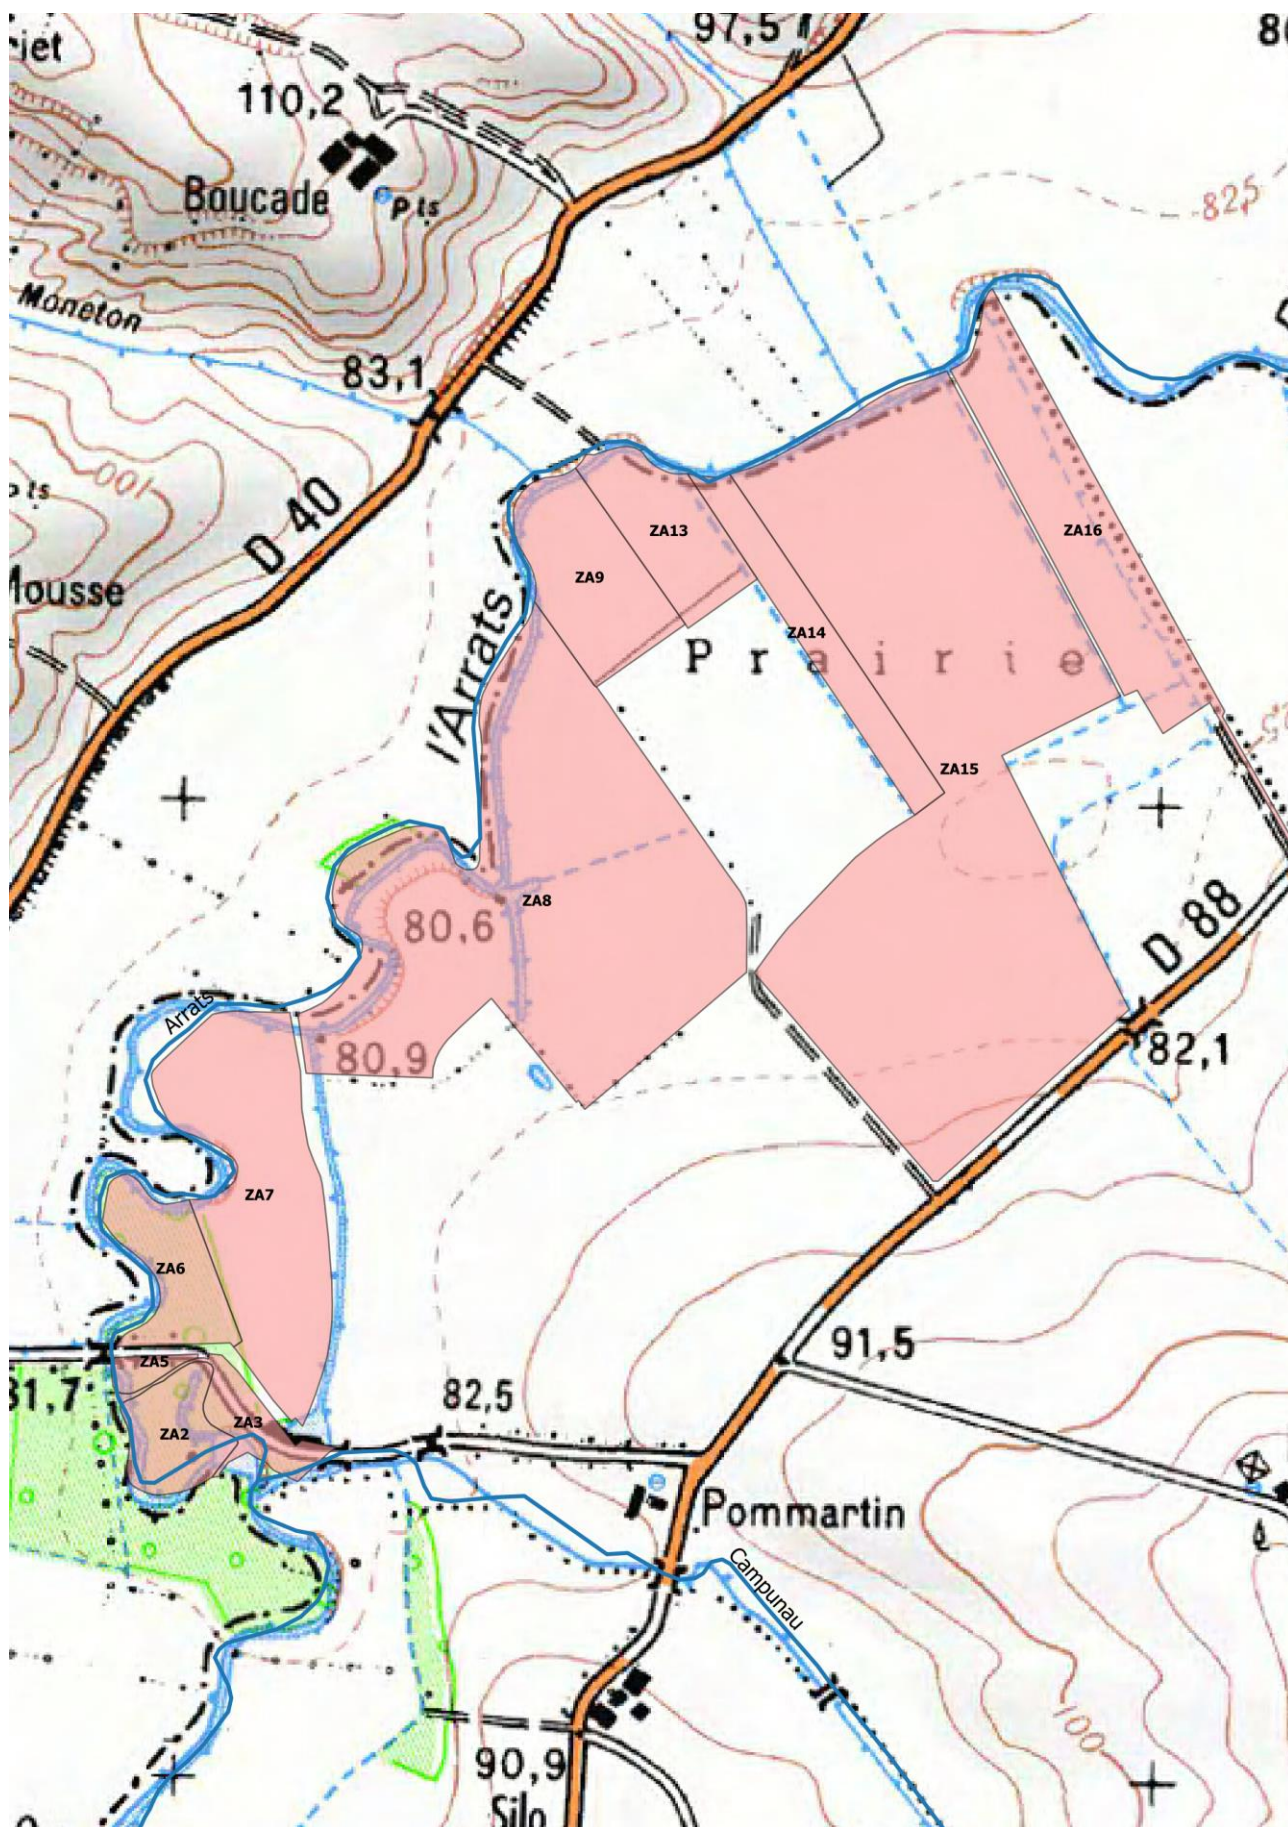 97,5
110,2
Boucade
pts
825
Moneton
83,1
100
D 40
ZA16
ZA13
ZA9
l'Arrats
ZA14
Prairie
ZA15
ZA8
80,6
D 88
Arrats
80,9
82,1
ZA7
ZA6
91,5
ZA5
82,5
ZA3
ZA2
Pommartin
Campunau
100
90,9
Silo